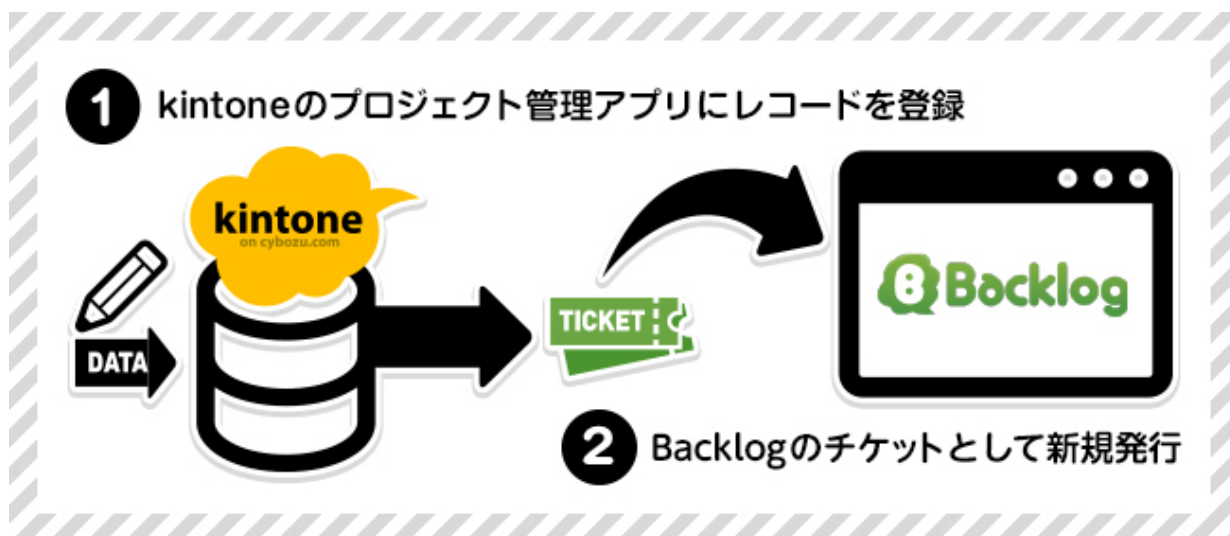 1 kintoneのプロジェクト管理アプリにレコードを登録
kintone
on cybozu.com
DATA
TICKET
Backlog
2 Backlogのチケットとして新規発行